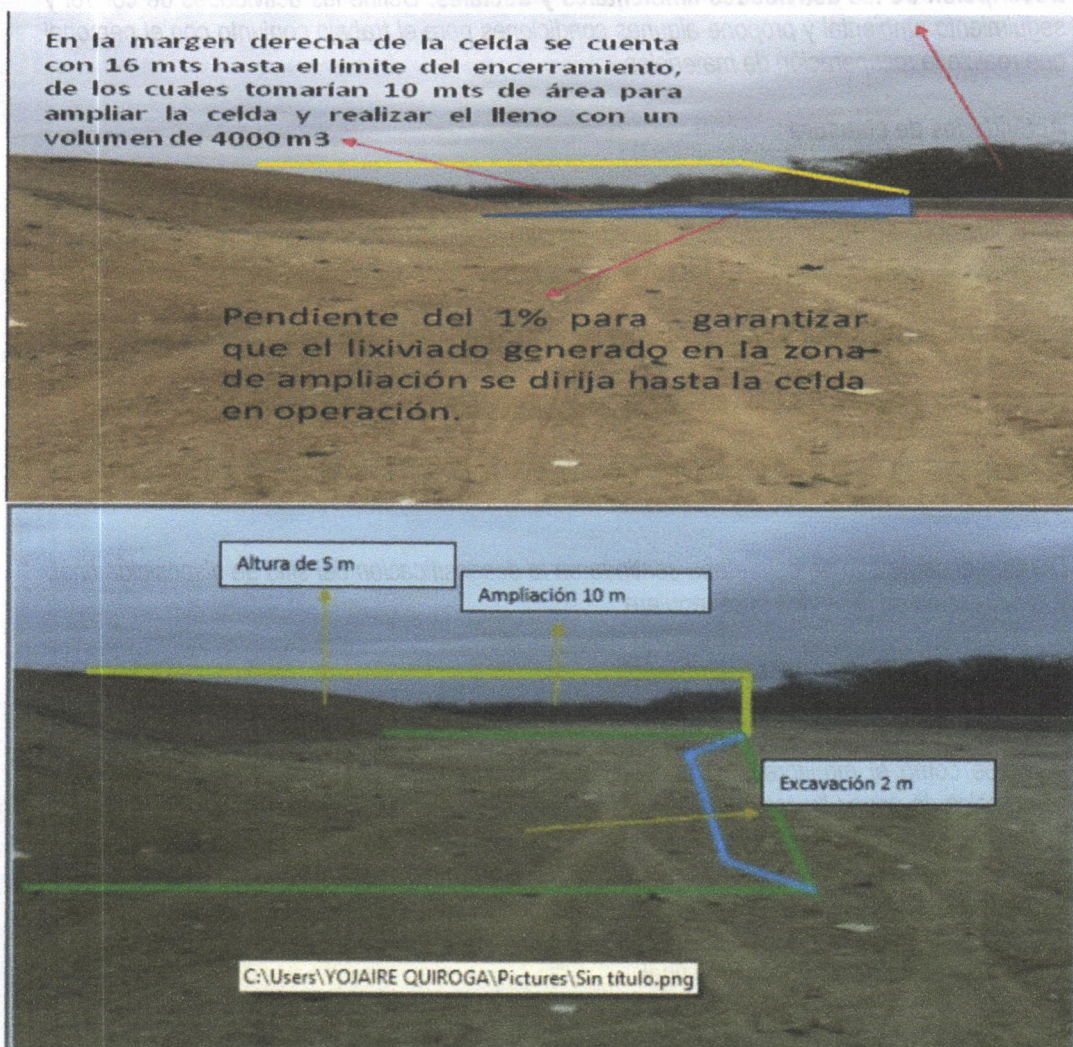 En la margen derecha de la celda se cuenta
con 16 mts hasta el limite del encerramiento,
de los cuales tomarían 10 mts de área para
ampliar la celda y realizar el lleno con un
volumen de 4000 m3
Pendiente del 1% para garantizar
que el lixiviado generado en la zona
de ampliación se dirija hasta la celda
en operación.
Altura de 5 m
Ampliación 10 m
Excavación 2 m
C:\Users\YOJAIRE QUIROGA\Pictures\Sin título.png